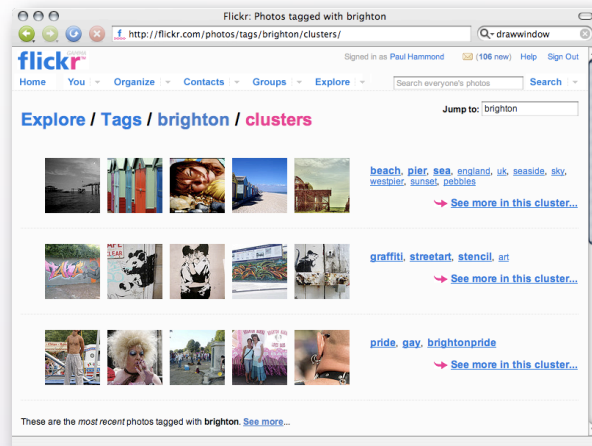 Flickr: Photos tagged with brighton
http://flickr.com/photos/tags/brighton/clusters/
drawwindow
flickr GAMMA
Signed in as Paul Hammond (106 new) Help Sign Out
Home You Organize Contacts Groups Explore Search everyone's photos Search
Jump to: brighton
Explore / Tags / brighton / clusters
beach, pier, sea, england, uk, seaside, sky,
westpier, sunset, pebbles
See more in this cluster...
graffiti, streetart, stencil, art
See more in this cluster...
pride, gay, brightonpride
See more in this cluster...
These are the most recent photos tagged with brighton. See more...